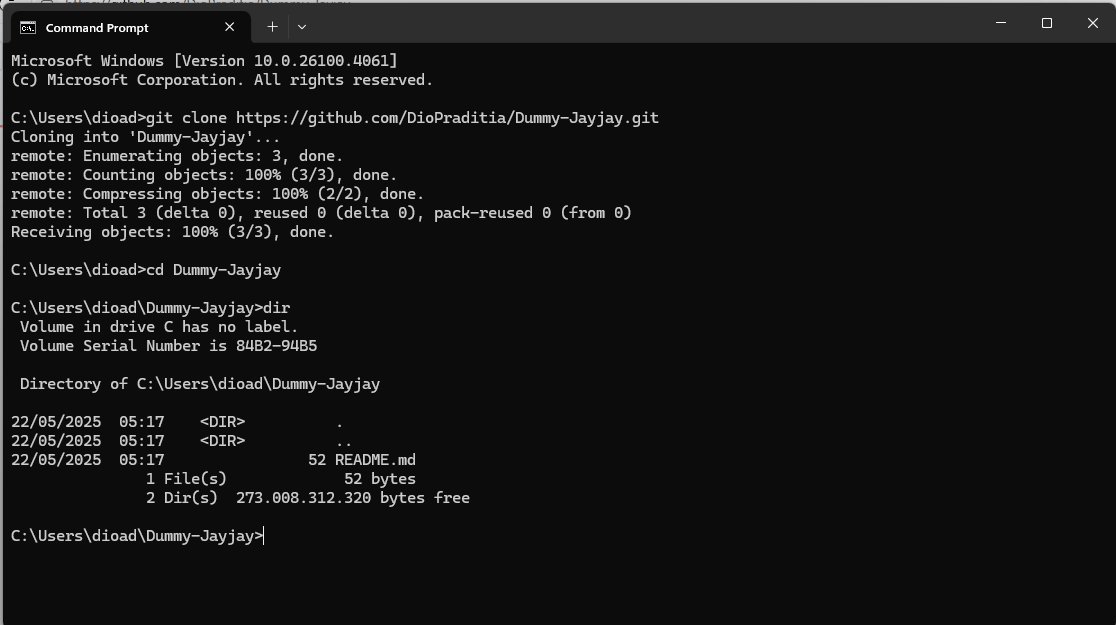 Command Prompt
Microsoft Windows [Version 10.0.26100.4061]
(c) Microsoft Corporation. All rights reserved.
C:\Users\dioad>git clone https://github.com/DioPraditia/Dummy-Jayjay.git
Cloning into 'Dummy-Jayjay'...
remote: Enumerating objects: 3, done.
remote: Counting objects: 100% (3/3), done.
remote: Compressing objects: 100% (2/2), done.
remote: Total 3 (delta 0), reused 0 (delta 0), pack-reused 0 (from 0)
Receiving objects: 100% (3/3), done.
C:\Users\dioad>cd Dummy-Jayjay
C:\Users\dioad\Dummy-Jayjay>dir
 Volume in drive C has no label.
 Volume Serial Number is 84B2-94B5
 Directory of C:\Users\dioad\Dummy-Jayjay
22/05/2025  05:17    <DIR>          .
22/05/2025  05:17    <DIR>          ..
22/05/2025  05:17                52 README.md
               1 File(s)             52 bytes
               2 Dir(s)  273.008.312.320 bytes free
C:\Users\dioad\Dummy-Jayjay>